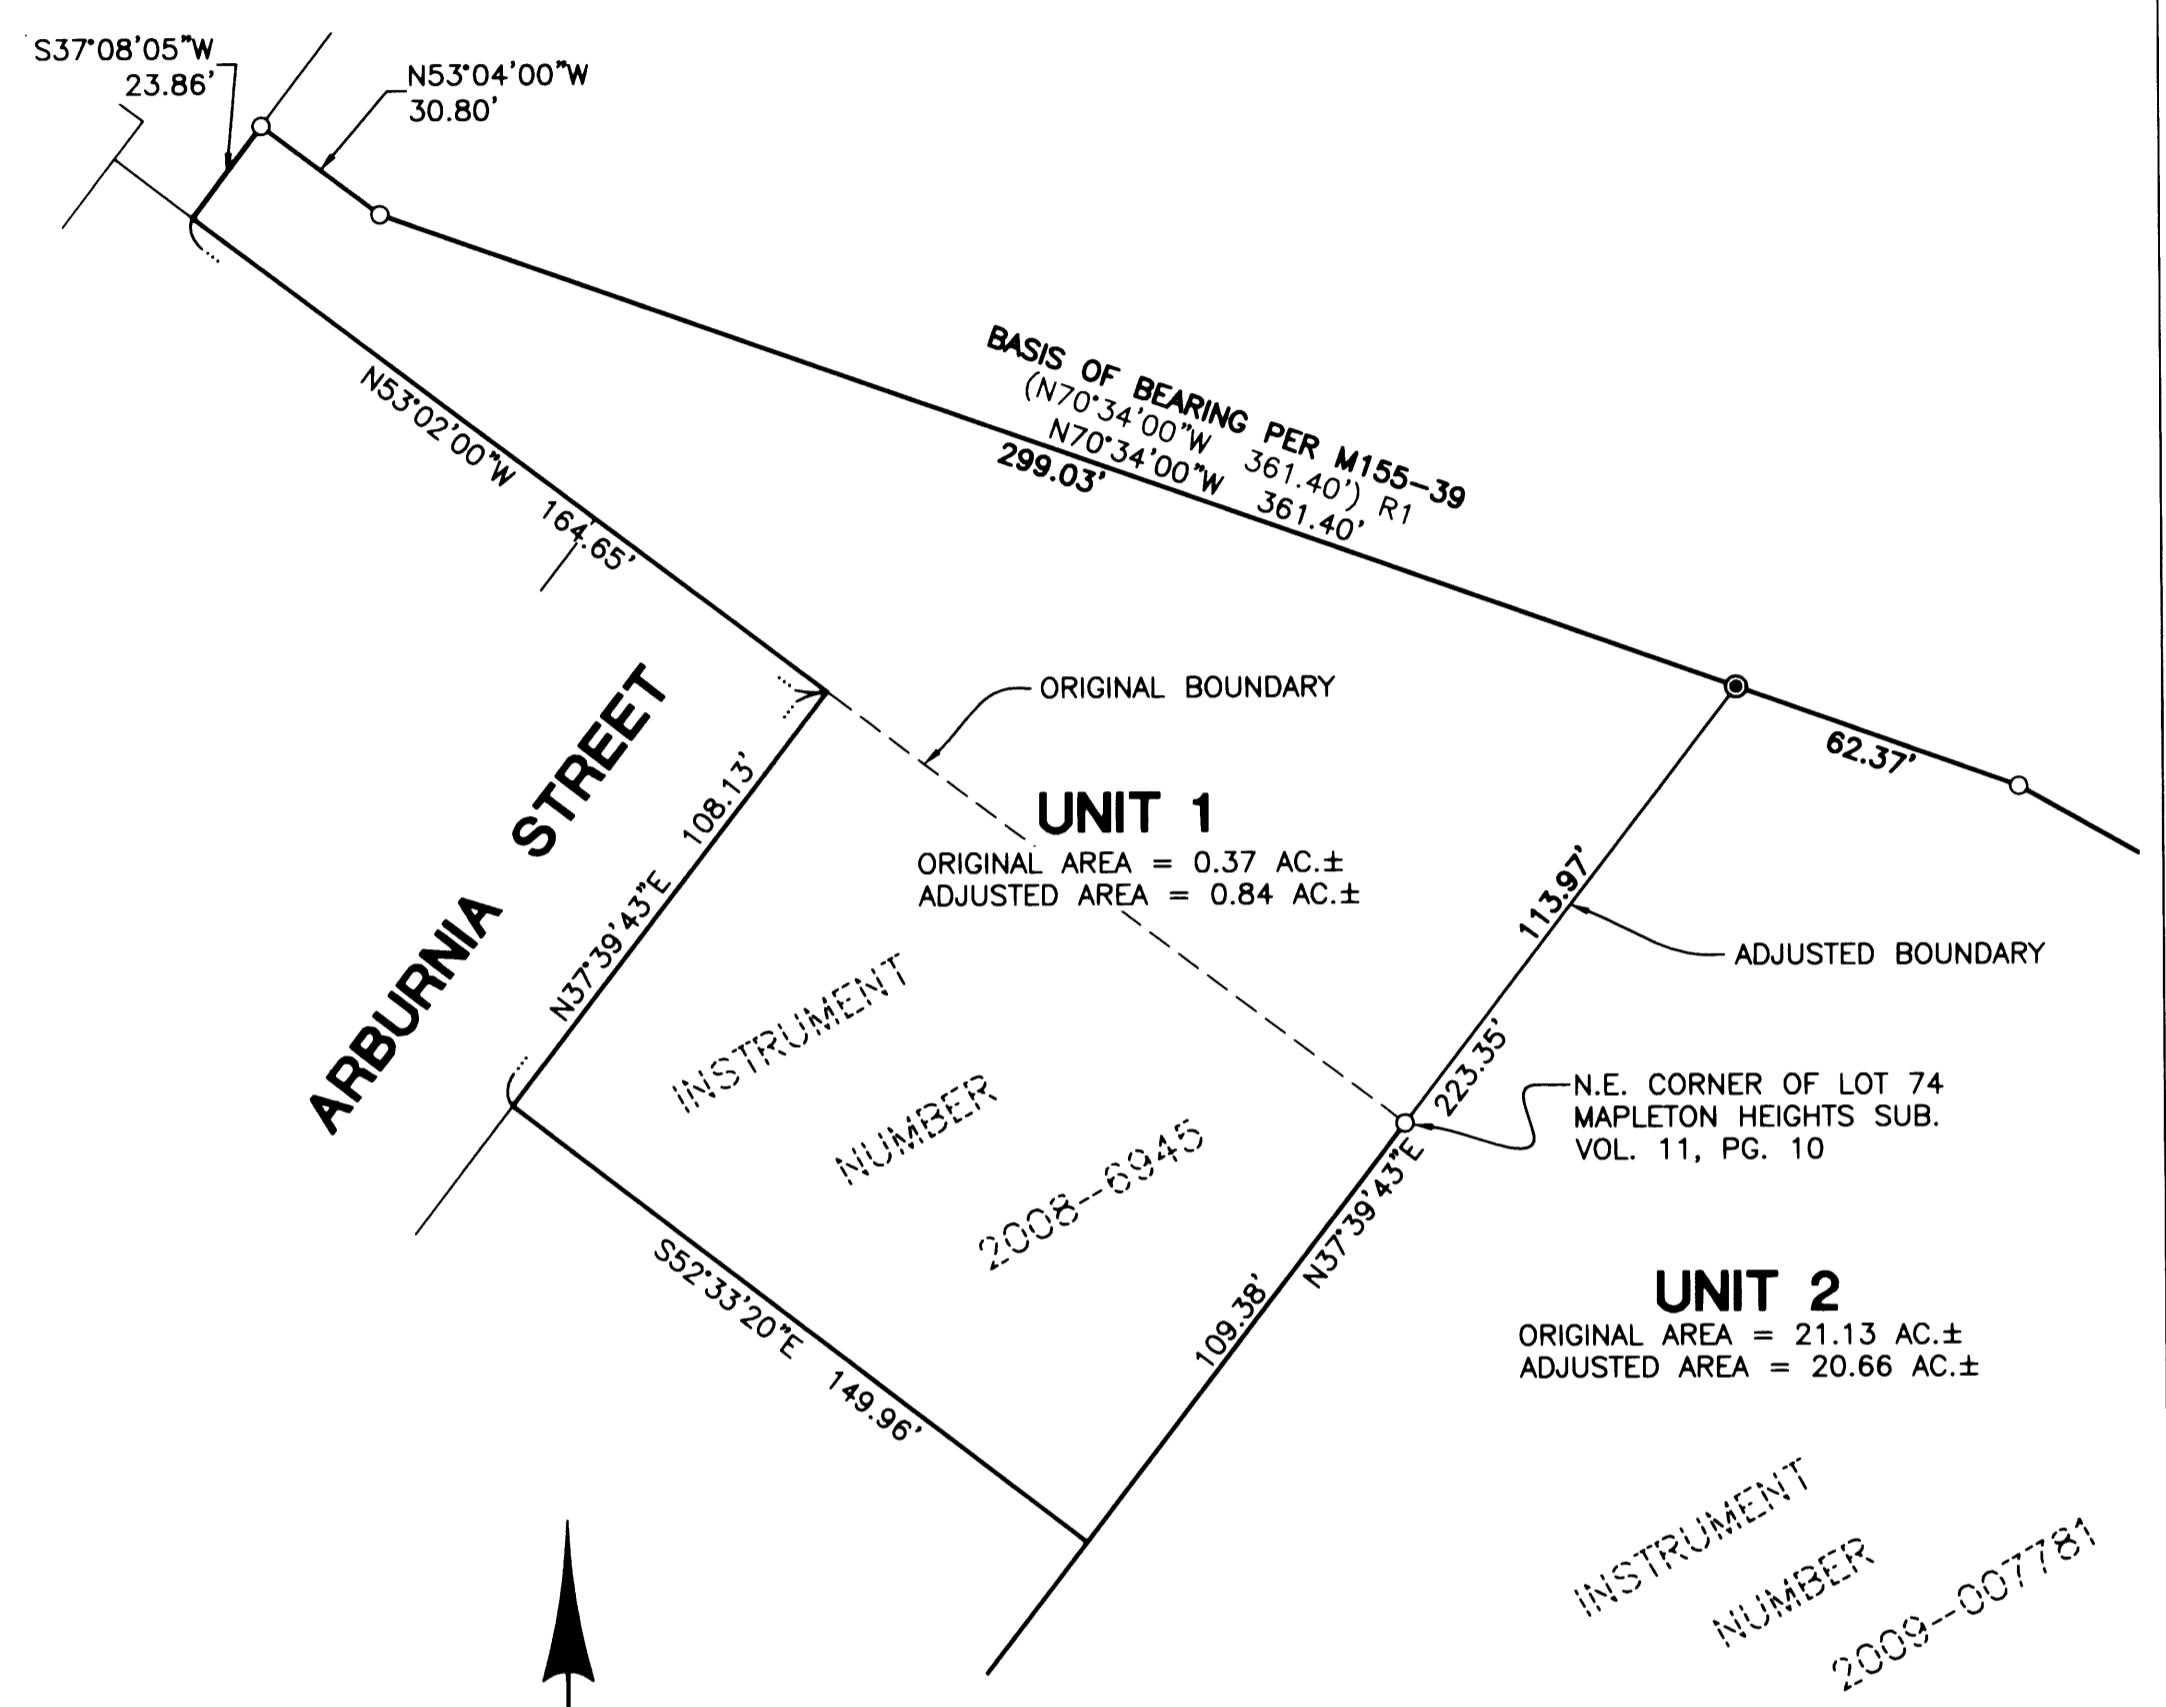 S37°08'05"W
23.86'
N53°04'00"W
30.80'
BASIS OF BEARING PER M155-39
(N70°34'00"W 361.40') R1
N70°34'00"W 361.40'
299.03'
N53°02'00"W 164.65'
ORIGINAL BOUNDARY
62.37'
ARBURNIA STREET
N37°39'43"E 108.13'
UNIT 1
ORIGINAL AREA = 0.37 AC.±
ADJUSTED AREA = 0.84 AC.±
113.97'
ADJUSTED BOUNDARY
INSTRUMENT
NUMBER
2008-6945
N37°39'43"E 223.35'
N.E. CORNER OF LOT 74
MAPLETON HEIGHTS SUB.
VOL. 11, PG. 10
109.38'
S52°33'20"E 149.96'
UNIT 2
ORIGINAL AREA = 21.13 AC.±
ADJUSTED AREA = 20.66 AC.±
INSTRUMENT
NUMBER
2009-007781